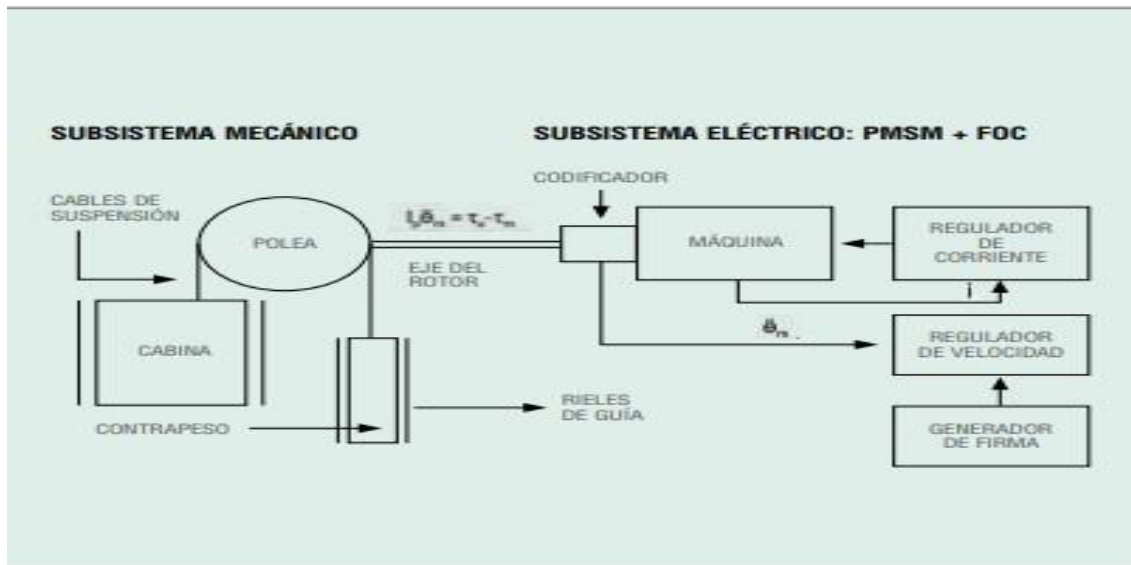 SUBSISTEMA MECÁNICO
SUBSISTEMA ELÉCTRICO: PMSM + FOC
CABLES DE
SUSPENSIÓN
POLEA
EJE DEL
ROTOR
CODIFICADOR
MÁQUINA
REGULADOR
DE
CORRIENTE
i
CABINA
θ̈ₘ
REGULADOR
DE VELOCIDAD
CONTRAPESO
RIELES
DE GUÍA
GENERADOR
DE FIRMA